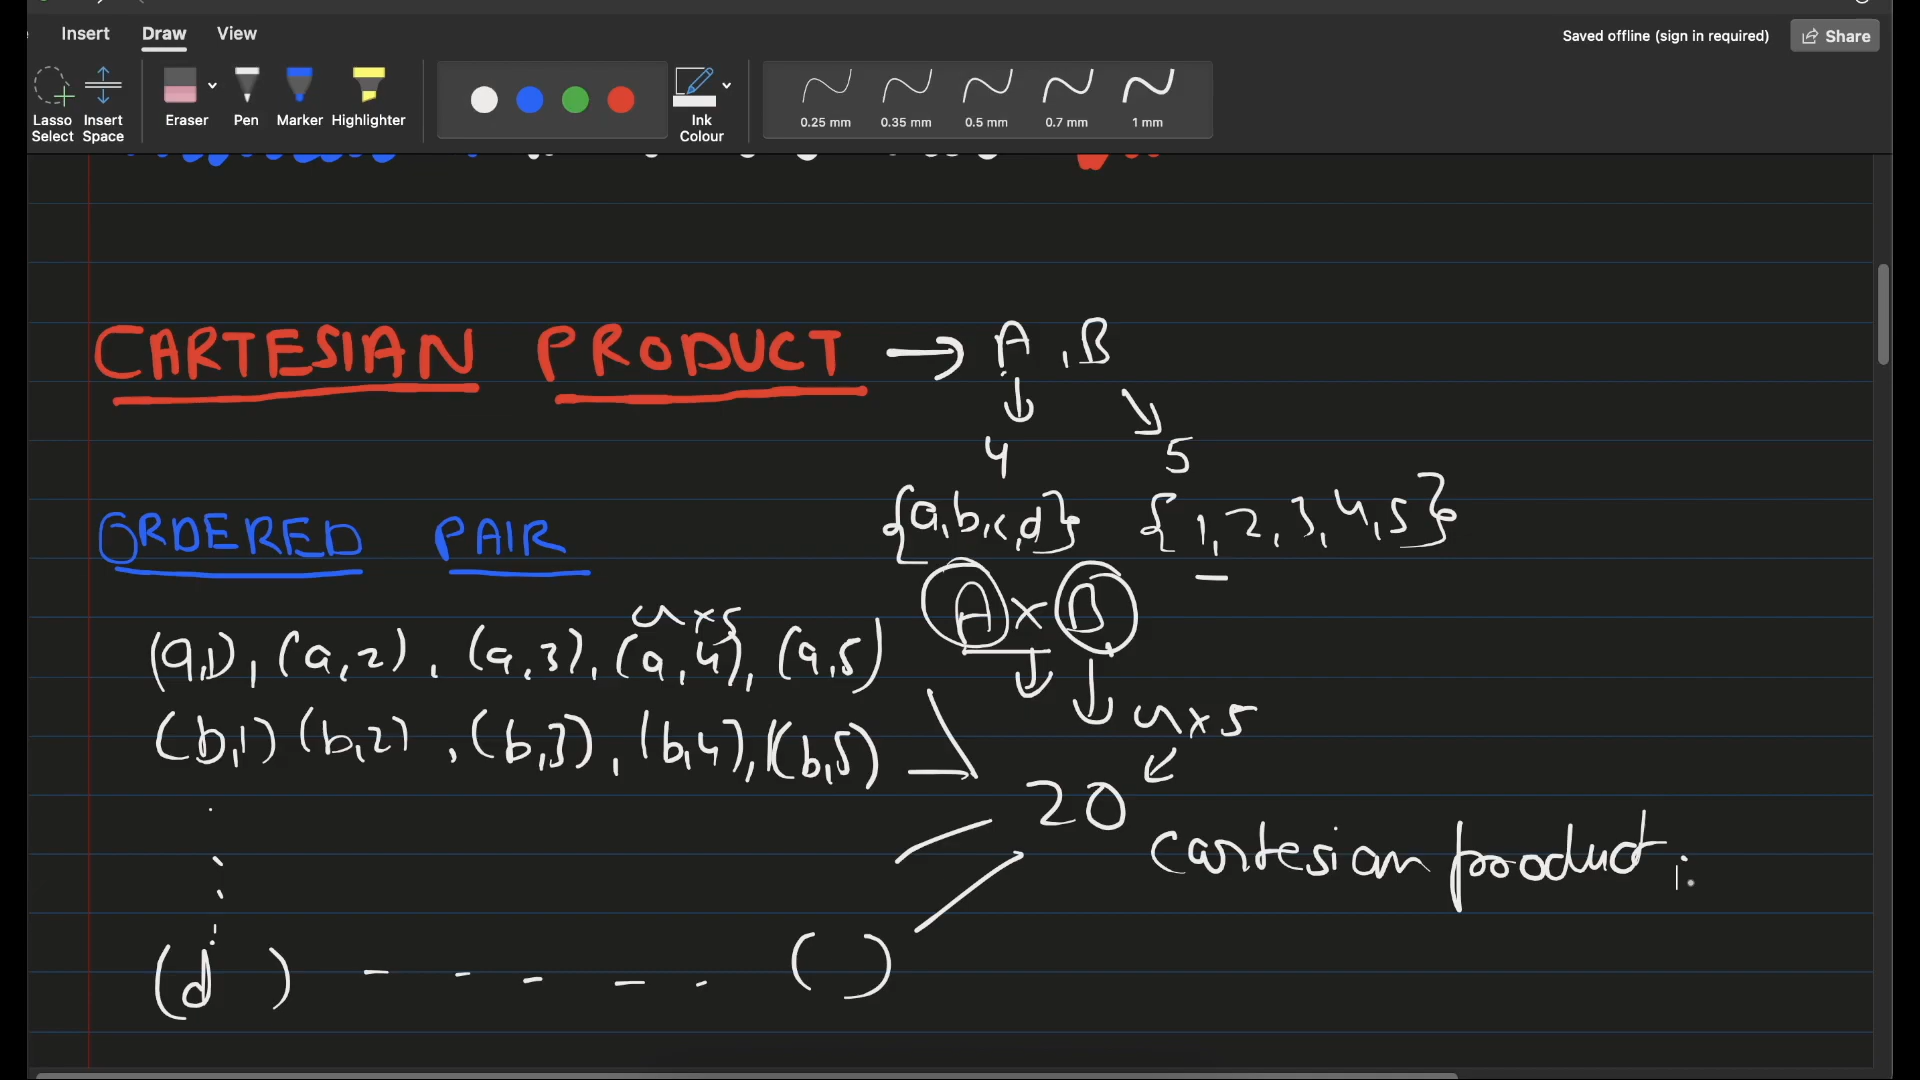 Insert Draw View
Saved offline (sign in required) Share
Lasso Select Insert Space Eraser Pen Marker Highlighter Ink Colour
0.25 mm 0.35 mm 0.5 mm 0.7 mm 1 mm
CARTESIAN PRODUCT → A, B
4 5
{a,b,c,d} {1,2,3,4,5}
ORDERED PAIR
A × B
4×5
(a,1), (a,2), (a,3), (a,4), (a,5)
4×5
(b,1) (b,2), (b,3), (b,4), (b,5)
20
cartesian product
(d ) - - - - - ( )